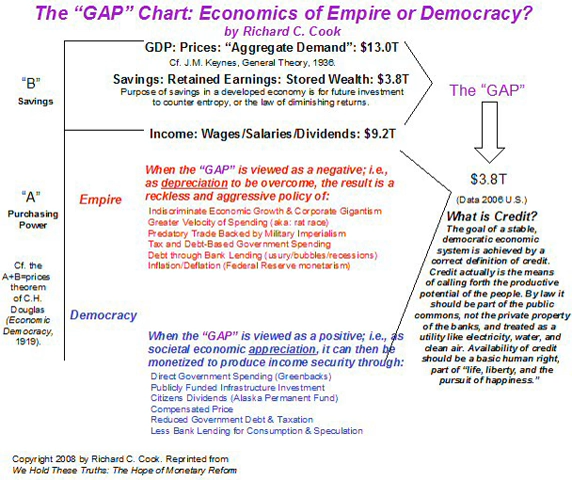 The “GAP” Chart: Economics of Empire or Democracy?
by Richard C. Cook
GDP: Prices: “Aggregate Demand”: $13.0T
Cf. J.M. Keynes, General Theory, 1936.
“B”
Savings
Savings: Retained Earnings: Stored Wealth: $3.8T
Purpose of savings in a developed economy is for future investment
to counter entropy, or the law of diminishing returns.
The “GAP”
Income: Wages/Salaries/Dividends: $9.2T
“A”
Purchasing
Power
Cf. the
A+B=prices
theorem
of C.H.
Douglas
(Economic
Democracy,
1919).
Empire
When the “GAP” is viewed as a negative; i.e.,
as depreciation to be overcome, the result is a
reckless and aggressive policy of:
Indiscriminate Economic Growth & Corporate Gigantism
Greater Velocity of Spending (aka: rat race)
Predatory Trade Backed by Military Imperialism
Tax and Debt-Based Government Spending
Debt through Bank Lending (usury/bubbles/recessions)
Inflation/Deflation (Federal Reserve monetarism)
Democracy
When the “GAP” is viewed as a positive; i.e., as
societal economic appreciation, it can then be
monetized to produce income security through:
Direct Government Spending (Greenbacks)
Publicly Funded Infrastructure Investment
Citizens Dividends (Alaska Permanent Fund)
Compensated Price
Reduced Government Debt & Taxation
Less Bank Lending for Consumption & Speculation
$3.8T
(Data 2006 U.S.)
What is Credit?
The goal of a stable,
democratic economic
system is achieved by a
correct definition of credit.
Credit actually is the means
of calling forth the productive
potential of the people. By law it
should be part of the public
commons, not the private property
of the banks, and treated as a
utility like electricity, water, and
clean air. Availability of credit
should be a basic human right,
part of “life, liberty, and the
pursuit of happiness.”
Copyright 2008 by Richard C. Cook. Reprinted from
We Hold These Truths: The Hope of Monetary Reform